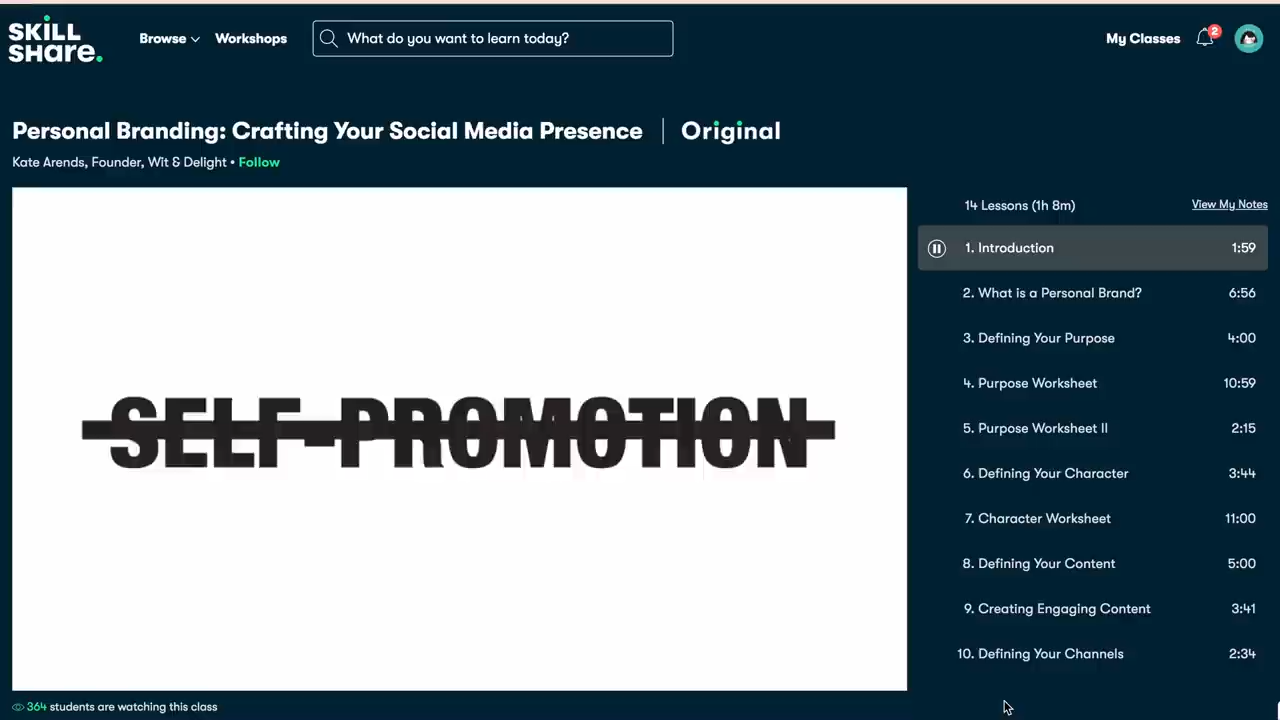 SKILL
SHARE.
Browse
Workshops
What do you want to learn today?
My Classes
2
Personal Branding: Crafting Your Social Media Presence | Original
Kate Arends, Founder, Wit & Delight • Follow
SELF-PROMOTION
14 Lessons (1h 8m)
View My Notes
1. Introduction 1:59
2. What is a Personal Brand? 6:56
3. Defining Your Purpose 4:00
4. Purpose Worksheet 10:59
5. Purpose Worksheet II 2:15
6. Defining Your Character 3:44
7. Character Worksheet 11:00
8. Defining Your Content 5:00
9. Creating Engaging Content 3:41
10. Defining Your Channels 2:34
364 students are watching this class